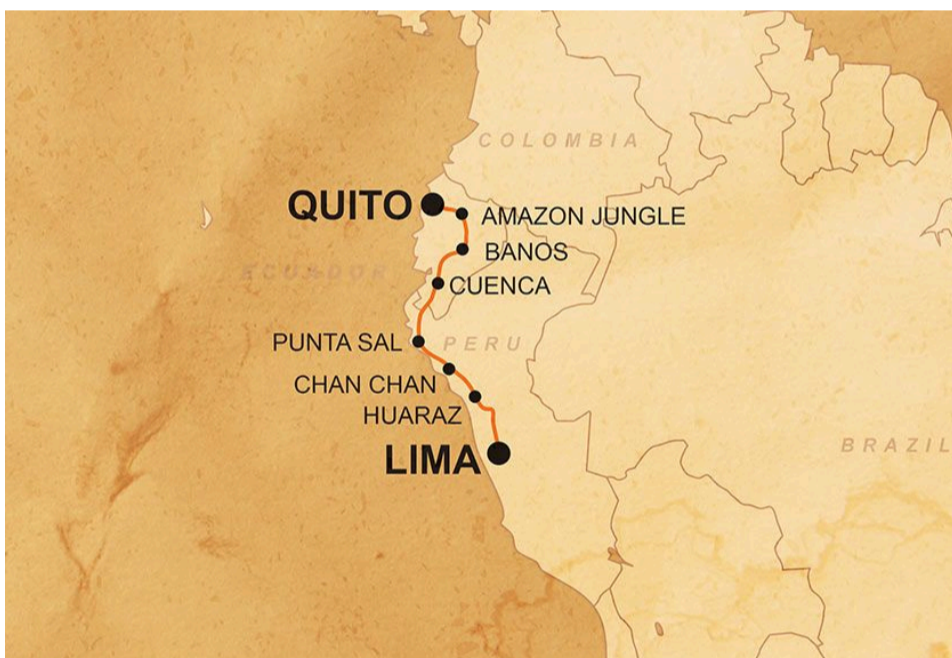 COLOMBIA
QUITO
AMAZON JUNGLE
BANOS
ECUADOR
CUENCA
PUNTA SAL
PERU
CHAN CHAN
HUARAZ
BRAZIL
LIMA